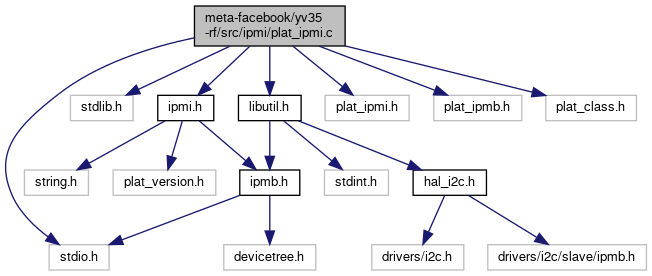 meta-facebook/yv35
-rf/src/ipmi/plat_ipmi.c
stdlib.h
ipmi.h
libutil.h
plat_ipmi.h
plat_ipmb.h
plat_class.h
string.h
plat_version.h
ipmb.h
stdint.h
hal_i2c.h
stdio.h
devicetree.h
drivers/i2c.h
drivers/i2c/slave/ipmb.h